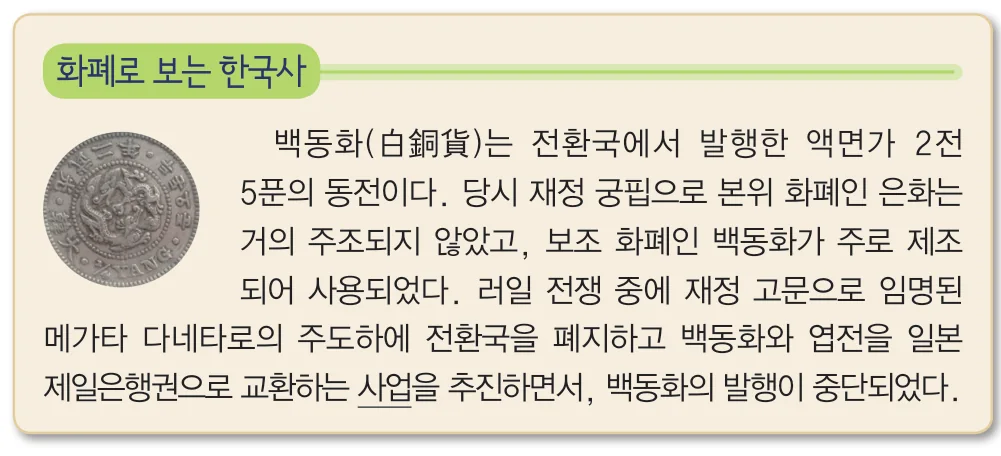 화폐로 보는 한국사
백동화(白銅貨)는 전환국에서 발행한 액면가 2전
5푼의 동전이다. 당시 재정 궁핍으로 본위 화폐인 은화는
거의 주조되지 않았고, 보조 화폐인 백동화가 주로 제조
되어 사용되었다. 러일 전쟁 중에 재정 고문으로 임명된
메가타 다네타로의 주도하에 전환국을 폐지하고 백동화와 엽전을 일본
제일은행권으로 교환하는 사업을 추진하면서, 백동화의 발행이 중단되었다.